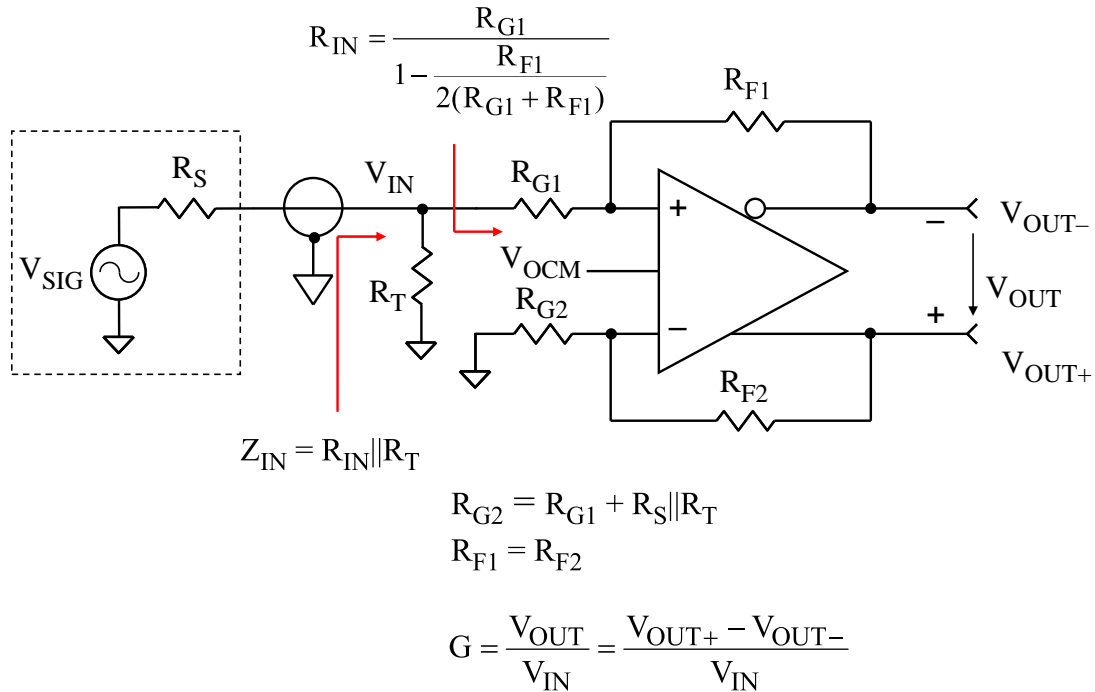 R_IN = R_G1 / (1 − R_F1 / 2(R_G1 + R_F1))
R_F1
R_S
V_IN
R_G1
+
−
V_OUT−
V_SIG
V_OCM
R_T
R_G2
−
V_OUT
+
V_OUT+
R_F2
Z_IN = R_IN||R_T
R_G2 = R_G1 + R_S||R_T
R_F1 = R_F2
G = V_OUT / V_IN = (V_OUT+ − V_OUT−) / V_IN